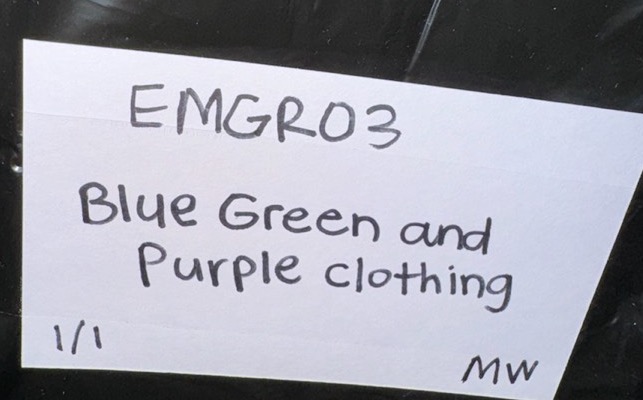 EMGR03
Blue Green and
Purple clothing
1/1
MW